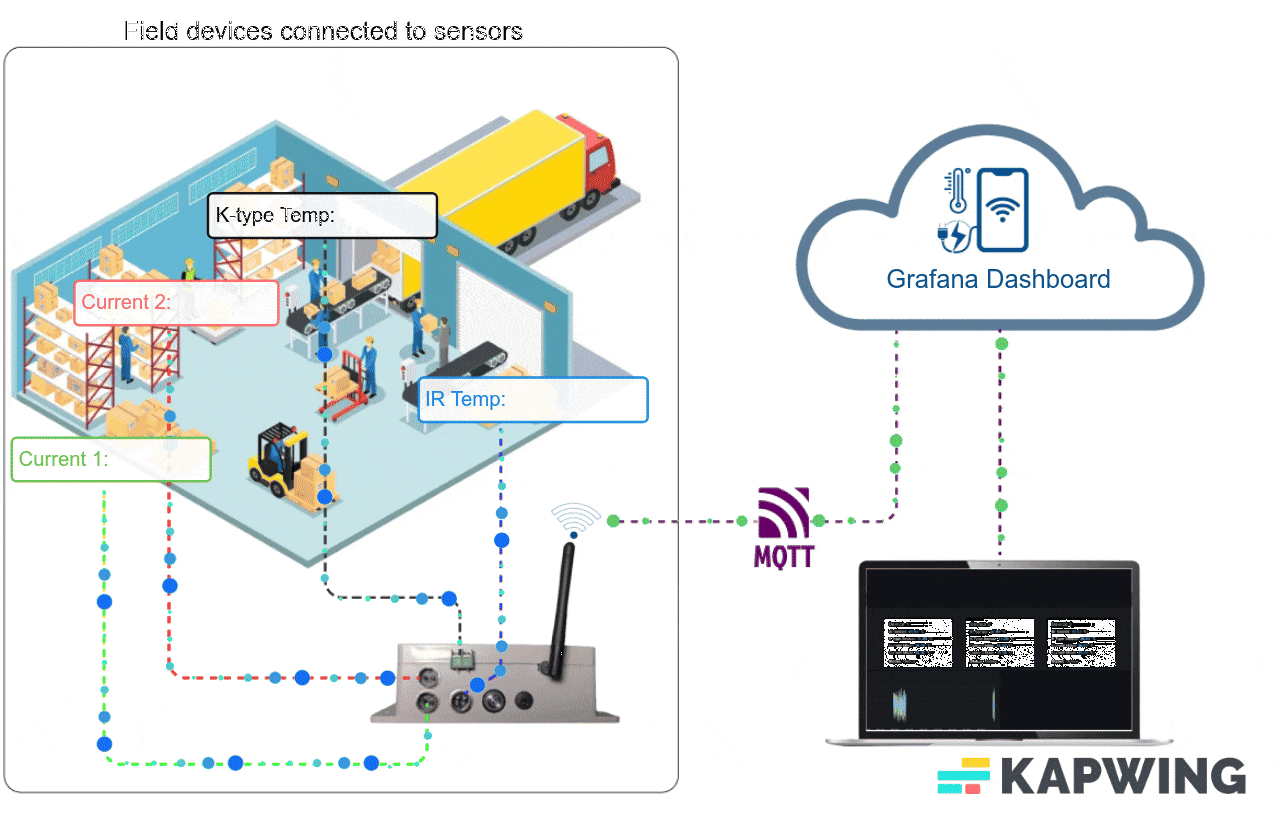 Field devices connected to sensors
K-type Temp:
Current 2:
IR Temp:
Current 1:
Grafana Dashboard
MQTT
KAPWING